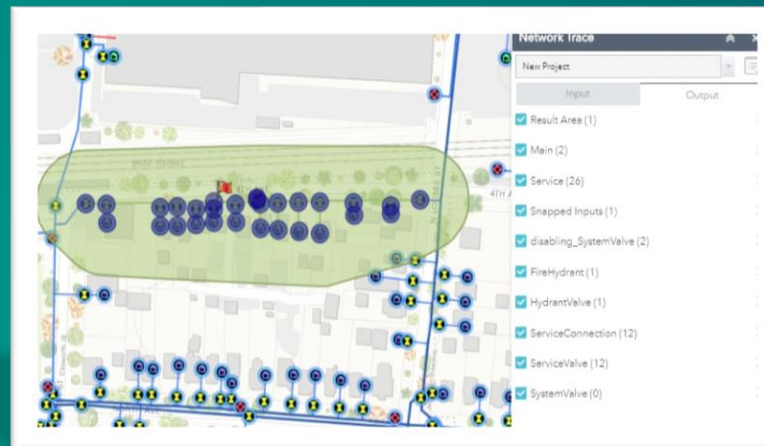 Network Trace
New Project
Input
Output
Result Area (1)
Main (2)
Service (26)
Snapped Inputs (1)
disabling_SystemValve (2)
FireHydrant (1)
HydrantValve (1)
ServiceConnection (12)
ServiceValve (12)
SystemValve (0)
4TH A